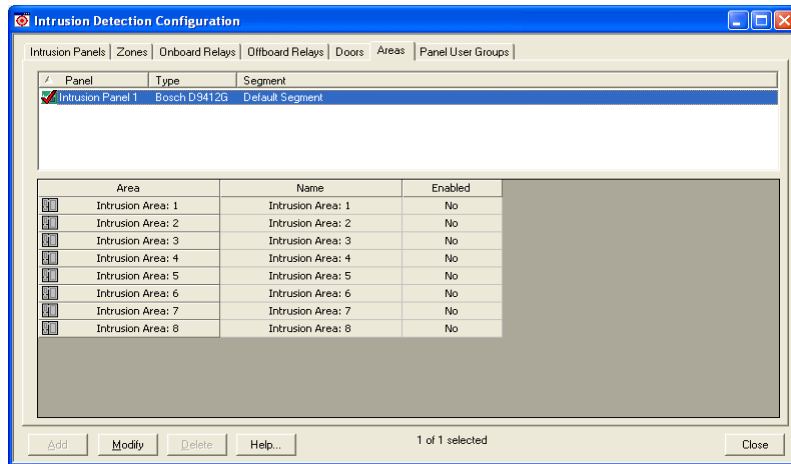 Intrusion Detection Configuration
Intrusion Panels Zones Onboard Relays Offboard Relays Doors Areas Panel User Groups
Panel Type Segment
Intrusion Panel 1 Bosch D9412G Default Segment
Area Name Enabled
Intrusion Area: 1 Intrusion Area: 1 No
Intrusion Area: 2 Intrusion Area: 2 No
Intrusion Area: 3 Intrusion Area: 3 No
Intrusion Area: 4 Intrusion Area: 4 No
Intrusion Area: 5 Intrusion Area: 5 No
Intrusion Area: 6 Intrusion Area: 6 No
Intrusion Area: 7 Intrusion Area: 7 No
Intrusion Area: 8 Intrusion Area: 8 No
Add Modify Delete Help... 1 of 1 selected Close